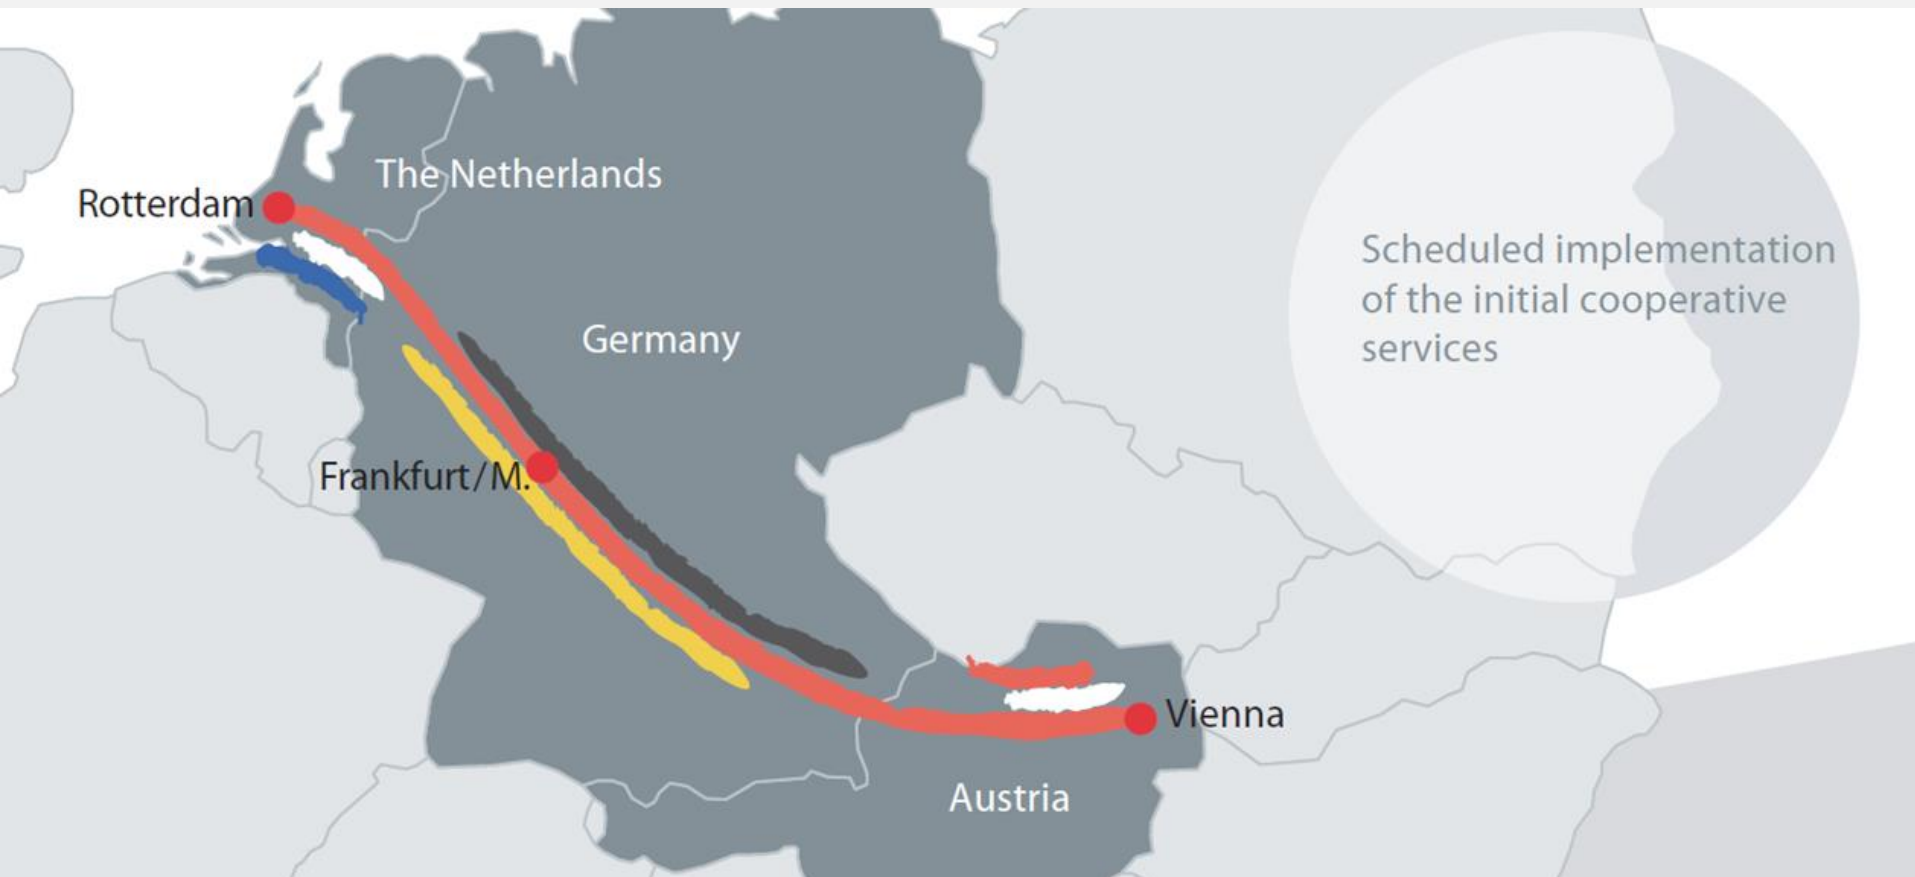 The Netherlands
Rotterdam
Germany
Frankfurt/M.
Vienna
Austria
Scheduled implementation
of the initial cooperative
services